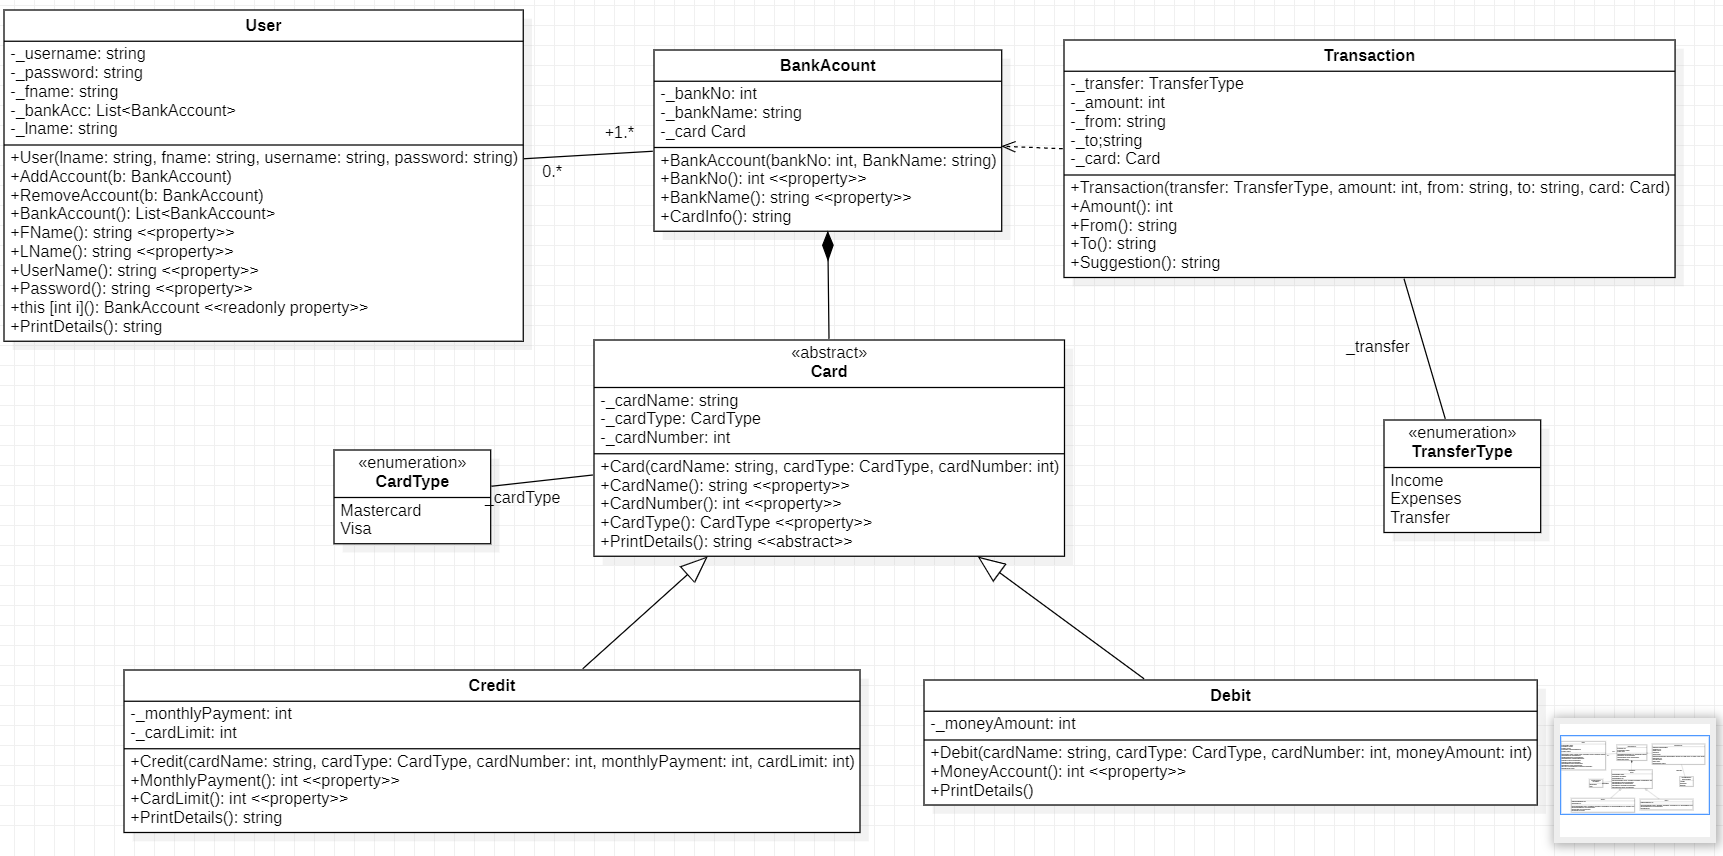 User
-_username: string
-_password: string
-_fname: string
-_bankAcc: List<BankAccount>
-_lname: string
+User(lname: string, fname: string, username: string, password: string)
+AddAccount(b: BankAccount)
+RemoveAccount(b: BankAccount)
+BankAccount(): List<BankAccount>
+FName(): string <<property>>
+LName(): string <<property>>
+UserName(): string <<property>>
+Password(): string <<property>>
+this [int i](): BankAccount <<readonly property>>
+PrintDetails(): string
+1.*
0.*
BankAcount
-_bankNo: int
-_bankName: string
-_card Card
+BankAccount(bankNo: int, BankName: string)
+BankNo(): int <<property>>
+BankName(): string <<property>>
+CardInfo(): string
Transaction
-_transfer: TransferType
-_amount: int
-_from: string
-_to;string
-_card: Card
+Transaction(transfer: TransferType, amount: int, from: string, to: string, card: Card)
+Amount(): int
+From(): string
+To(): string
+Suggestion(): string
_transfer
«enumeration»
TransferType
Income
Expenses
Transfer
«abstract»
Card
-_cardName: string
-_cardType: CardType
-_cardNumber: int
+Card(cardName: string, cardType: CardType, cardNumber: int)
+CardName(): string <<property>>
+CardNumber(): int <<property>>
+CardType(): CardType <<property>>
+PrintDetails(): string <<abstract>>
«enumeration»
CardType
Mastercard
Visa
_cardType
Credit
-_monthlyPayment: int
-_cardLimit: int
+Credit(cardName: string, cardType: CardType, cardNumber: int, monthlyPayment: int, cardLimit: int)
+MonthlyPayment(): int <<property>>
+CardLimit(): int <<property>>
+PrintDetails(): string
Debit
-_moneyAmount: int
+Debit(cardName: string, cardType: CardType, cardNumber: int, moneyAmount: int)
+MoneyAccount(): int <<property>>
+PrintDetails()